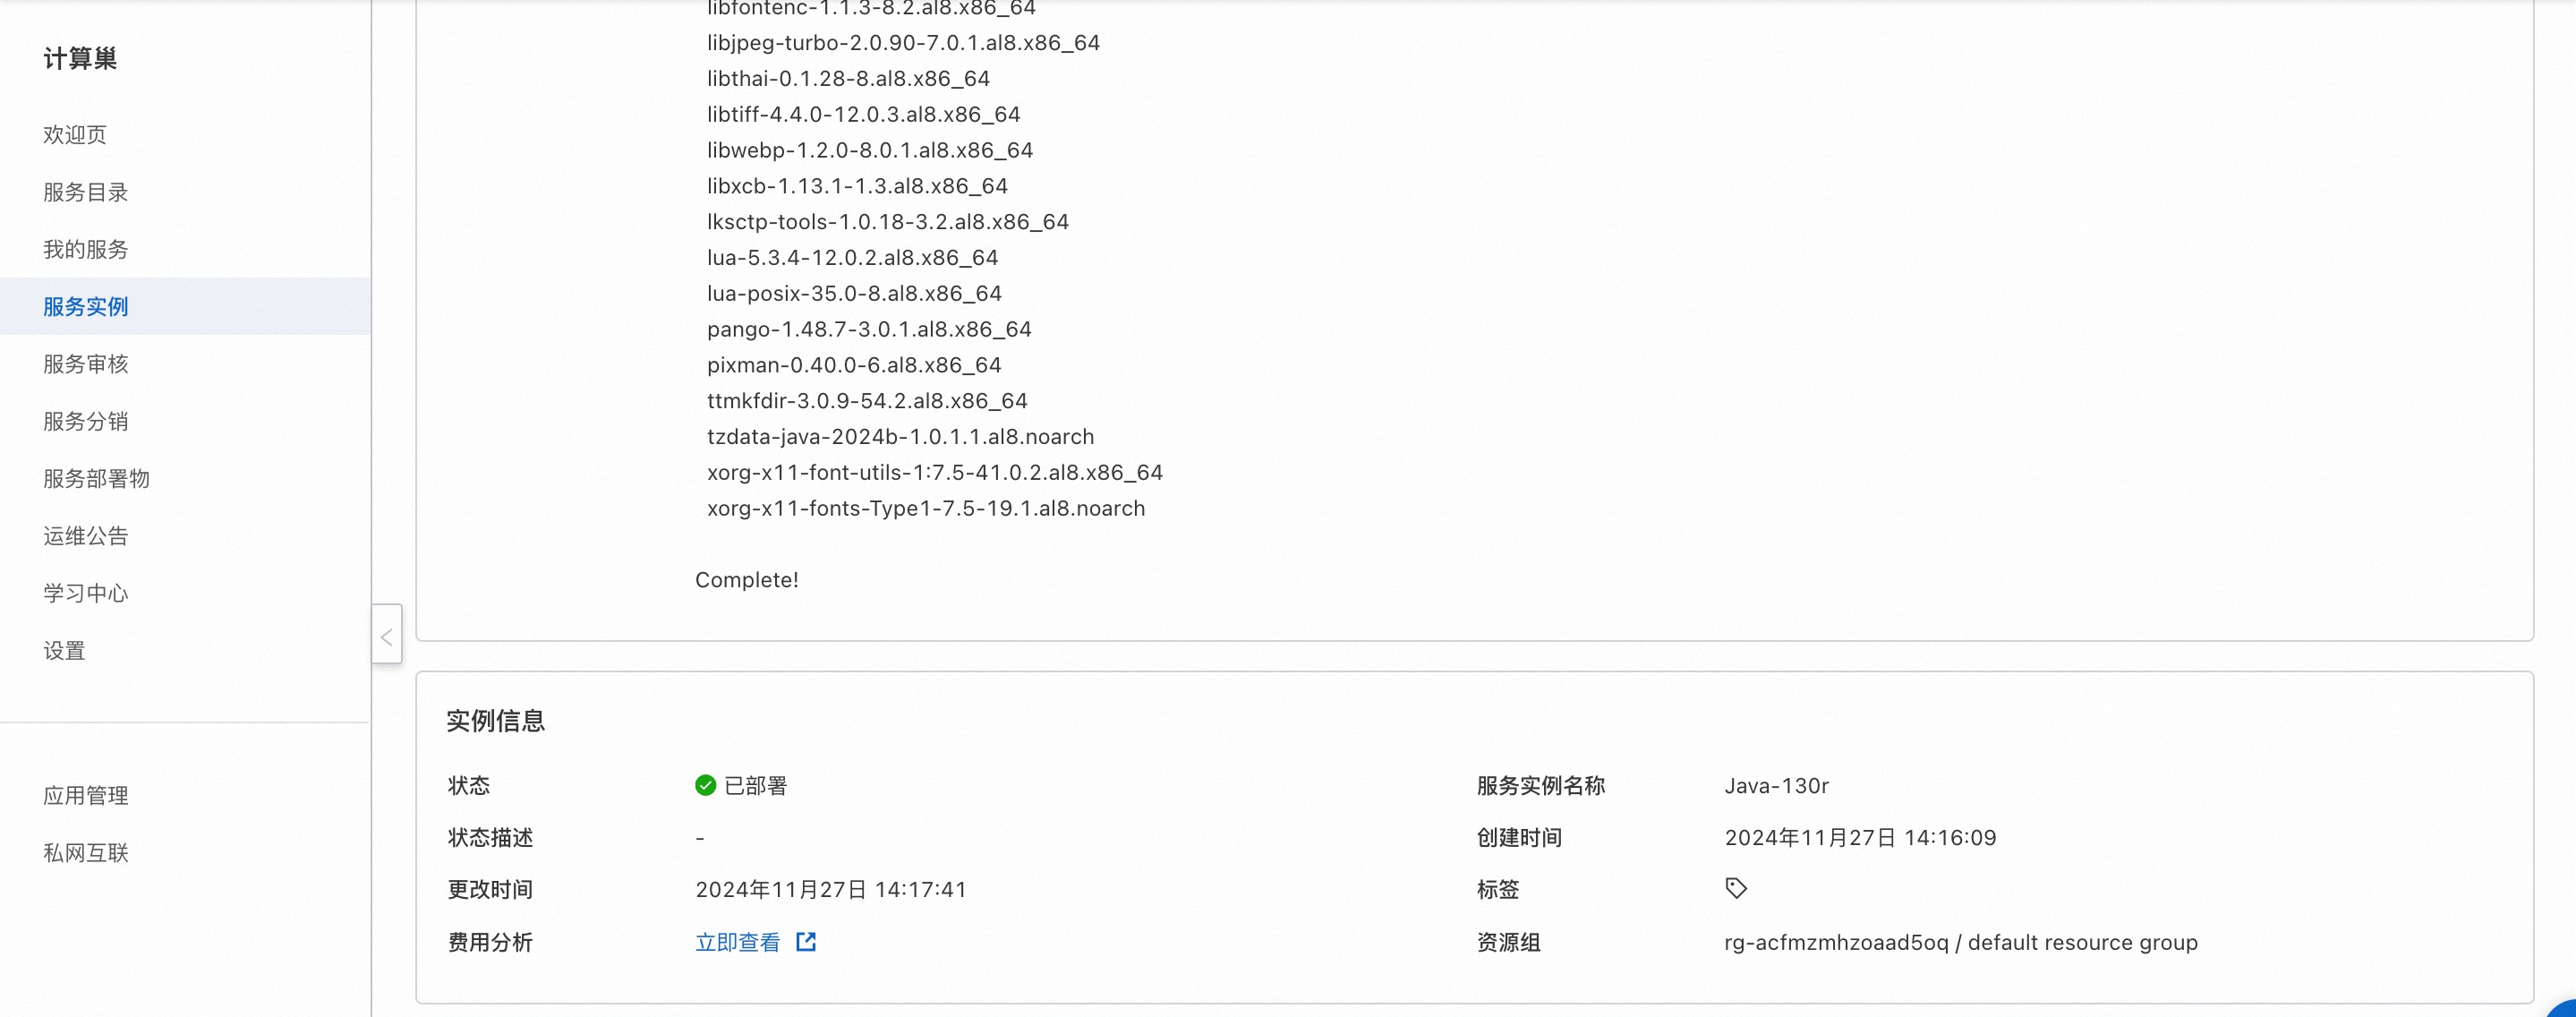 计算巢
欢迎页
服务目录
我的服务
服务实例
服务审核
服务分销
服务部署物
运维公告
学习中心
设置
应用管理
私网互联
libfontenc-1.1.3-8.2.al8.x86_64
libjpeg-turbo-2.0.90-7.0.1.al8.x86_64
libthai-0.1.28-8.al8.x86_64
libtiff-4.4.0-12.0.3.al8.x86_64
libwebp-1.2.0-8.0.1.al8.x86_64
libxcb-1.13.1-1.3.al8.x86_64
lksctp-tools-1.0.18-3.2.al8.x86_64
lua-5.3.4-12.0.2.al8.x86_64
lua-posix-35.0-8.al8.x86_64
pango-1.48.7-3.0.1.al8.x86_64
pixman-0.40.0-6.al8.x86_64
ttmkfdir-3.0.9-54.2.al8.x86_64
tzdata-java-2024b-1.0.1.1.al8.noarch
xorg-x11-font-utils-1:7.5-41.0.2.al8.x86_64
xorg-x11-fonts-Type1-7.5-19.1.al8.noarch
Complete!
实例信息
状态 已部署 服务实例名称 Java-130r
状态描述 - 创建时间 2024年11月27日 14:16:09
更改时间 2024年11月27日 14:17:41 标签
费用分析 立即查看 资源组 rg-acfmzmhzoaad5oq / default resource group